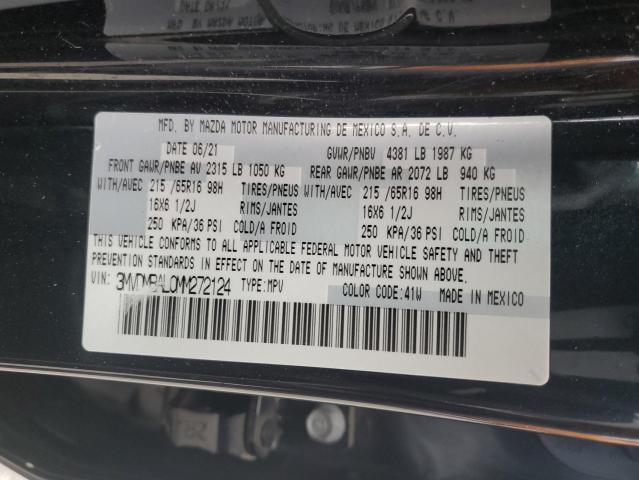 MFD. BY MAZDA MOTOR MANUFACTURING DE MEXICO S.A. DE C.V.
DATE 06/21 GVWR/PNBV 4381 LB 1987 KG
FRONT GAWR/PNBE AV 2315 LB 1050 KG REAR GAWR/PNBE AR 2072 LB 940 KG
WITH/AVEC 215 /65R16 98H TIRES/PNEUS WITH/AVEC 215 /65R16 98H TIRES/PNEUS
16X6 1/2J RIMS/JANTES 16X6 1/2J RIMS/JANTES
250 KPA/36 PSI COLD/A FROID 250 KPA/36 PSI COLD/A FROID
THIS VEHICLE CONFORMS TO ALL APPLICABLE FEDERAL MOTOR VEHICLE SAFETY AND THEFT
PREVENTION STANDARDS IN EFFECT ON THE DATE OF MANUFACTURE SHOWN ABOVE.
VIN: 3MVDMBAL0MM272124 TYPE:MPV COLOR CODE:41W MADE IN MEXICO